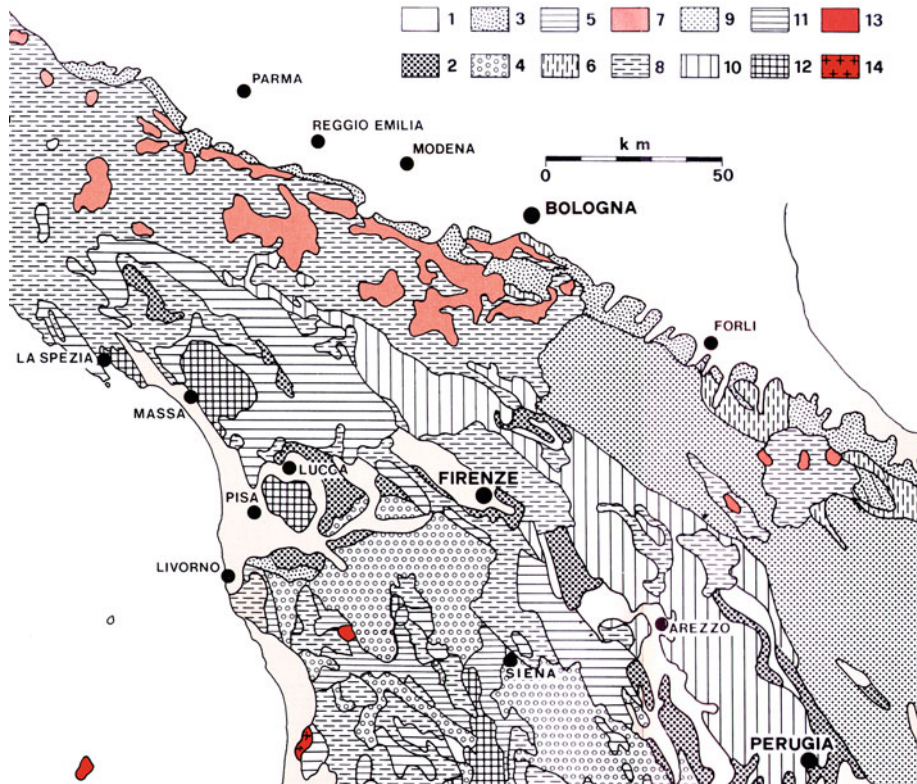 1 3 5 7 9 11 13
2 4 6 8 10 12 14
PARMA
REGGIO EMILIA
MODENA
km
0 50
BOLOGNA
FORLI
LA SPEZIA
MASSA
LUCCA
FIRENZE
PISA
LIVORNO
AREZZO
SIENA
PERUGIA